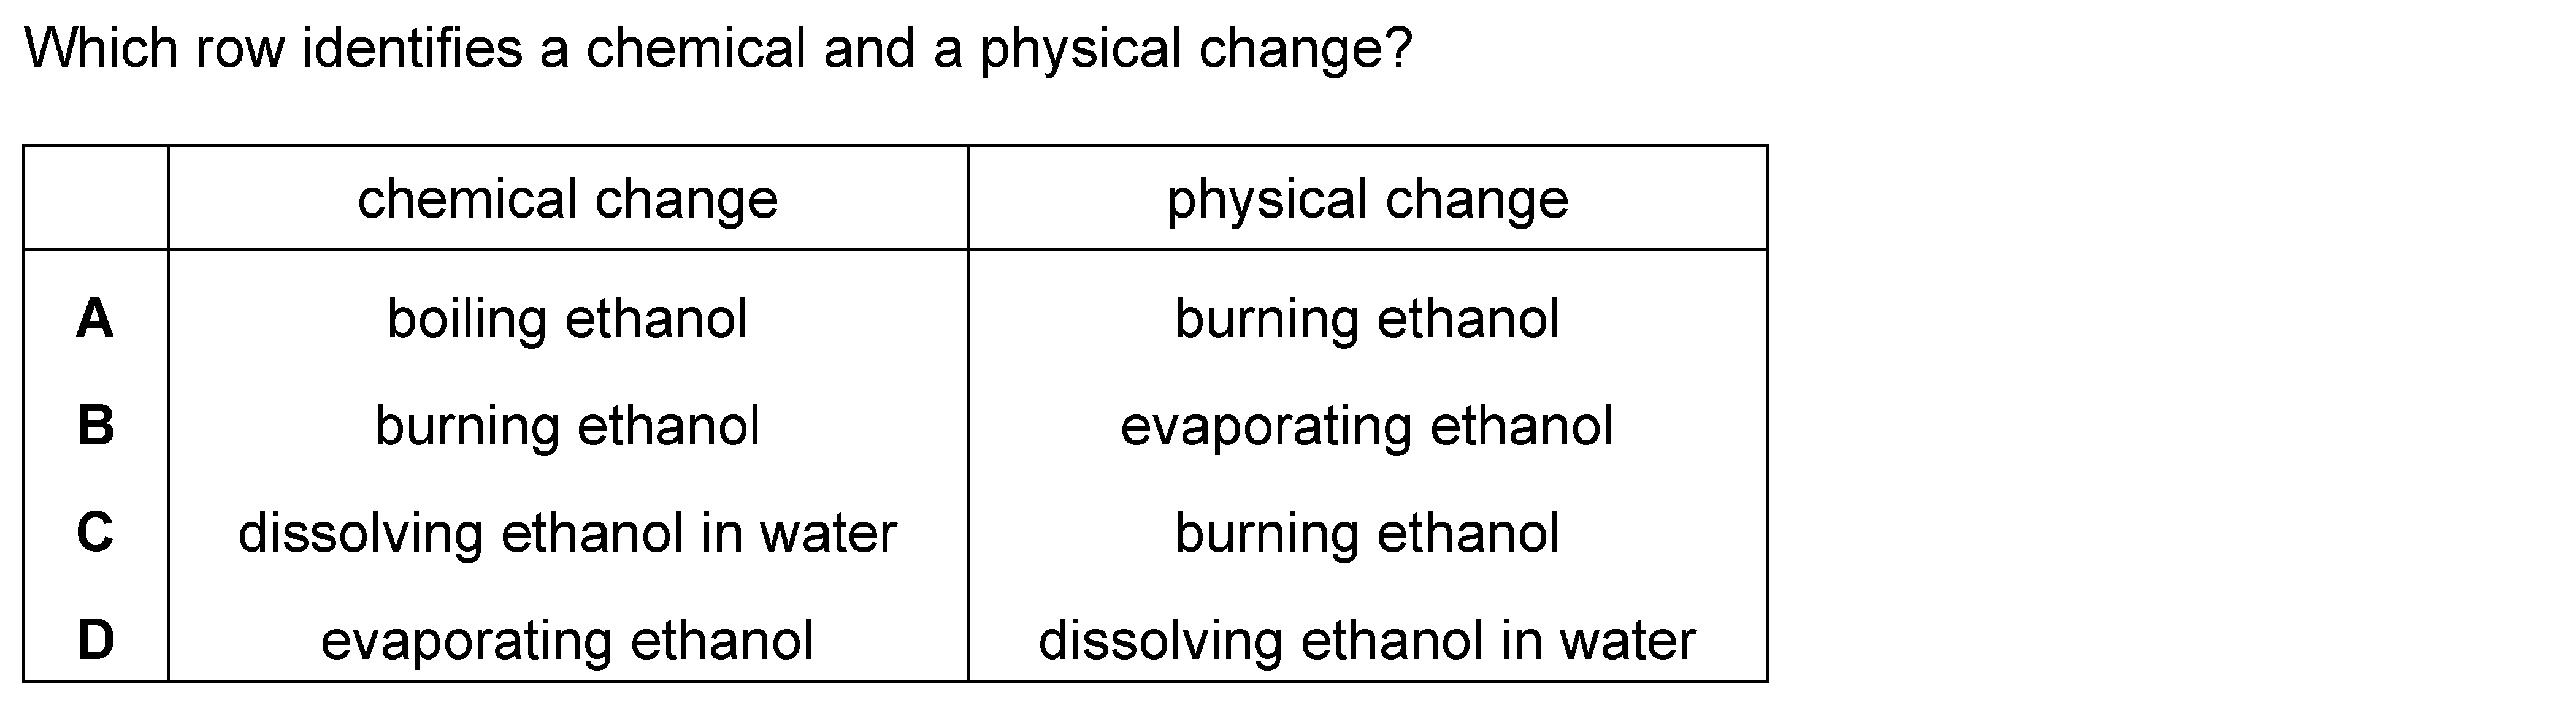 Which row identifies a chemical and a physical change?
chemical change physical change
A boiling ethanol burning ethanol
B burning ethanol evaporating ethanol
C dissolving ethanol in water burning ethanol
D evaporating ethanol dissolving ethanol in water